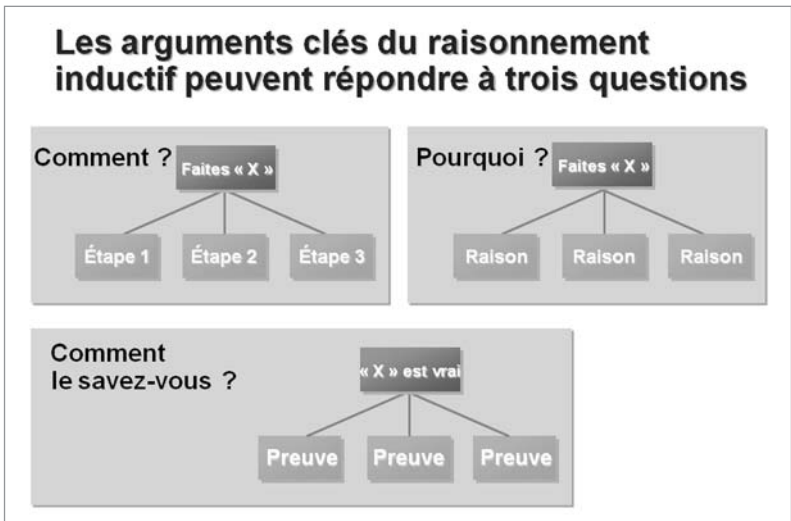 Les arguments clés du raisonnement
inductif peuvent répondre à trois questions
Comment ?
Faites « X »
Étape 1
Étape 2
Étape 3
Pourquoi ?
Faites « X »
Raison
Raison
Raison
Comment
le savez-vous ?
« X » est vrai
Preuve
Preuve
Preuve